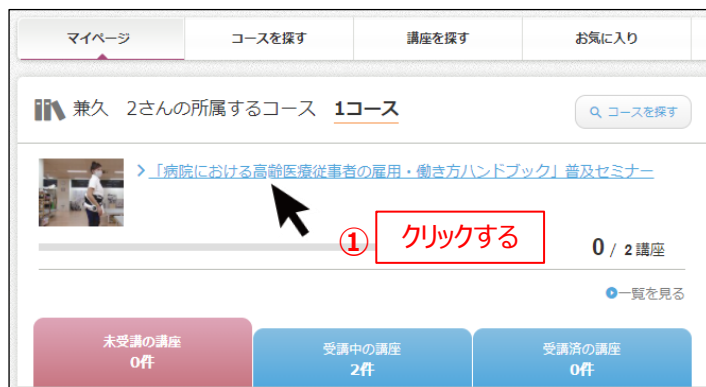 マイページ
コースを探す
講座を探す
お気に入り
兼久 2さんの所属するコース 1コース
コースを探す
「病院における高齢医療従事者の雇用・働き方ハンドブック」普及セミナー
① クリックする
0 / 2 講座
一覧を見る
未受講の講座
0件
受講中の講座
2件
受講済の講座
0件